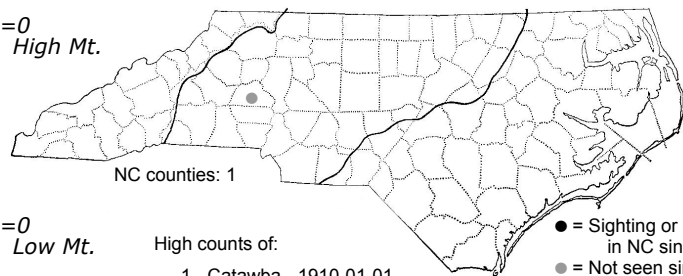 =0
High Mt.
NC counties: 1
=0
Low Mt.
High counts of:
1 - Catawba - 1910-01-01
● = Sighting or
in NC sin
● = Not seen si